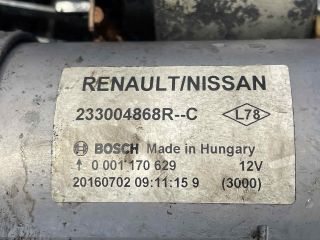 RENAULT/NISSAN
233004868R--C L78
BOSCH Made in Hungary
↑ 0 001 170 629 12V
20160702 09:11:15 9 (3000)